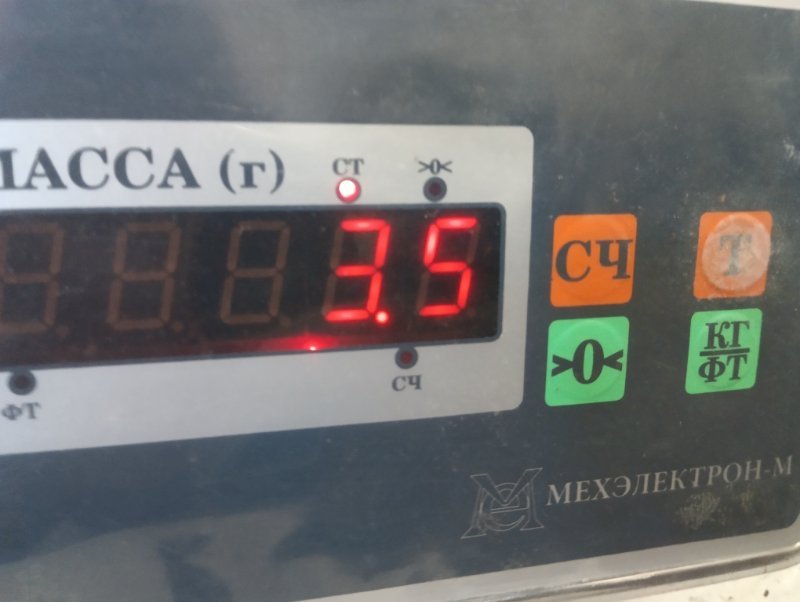 МАССА (г)
СТ
>0<
3.5
ФТ
СЧ
СЧ
Т
>0<
КГ
ФТ
МЕХЭЛЕКТРОН-М